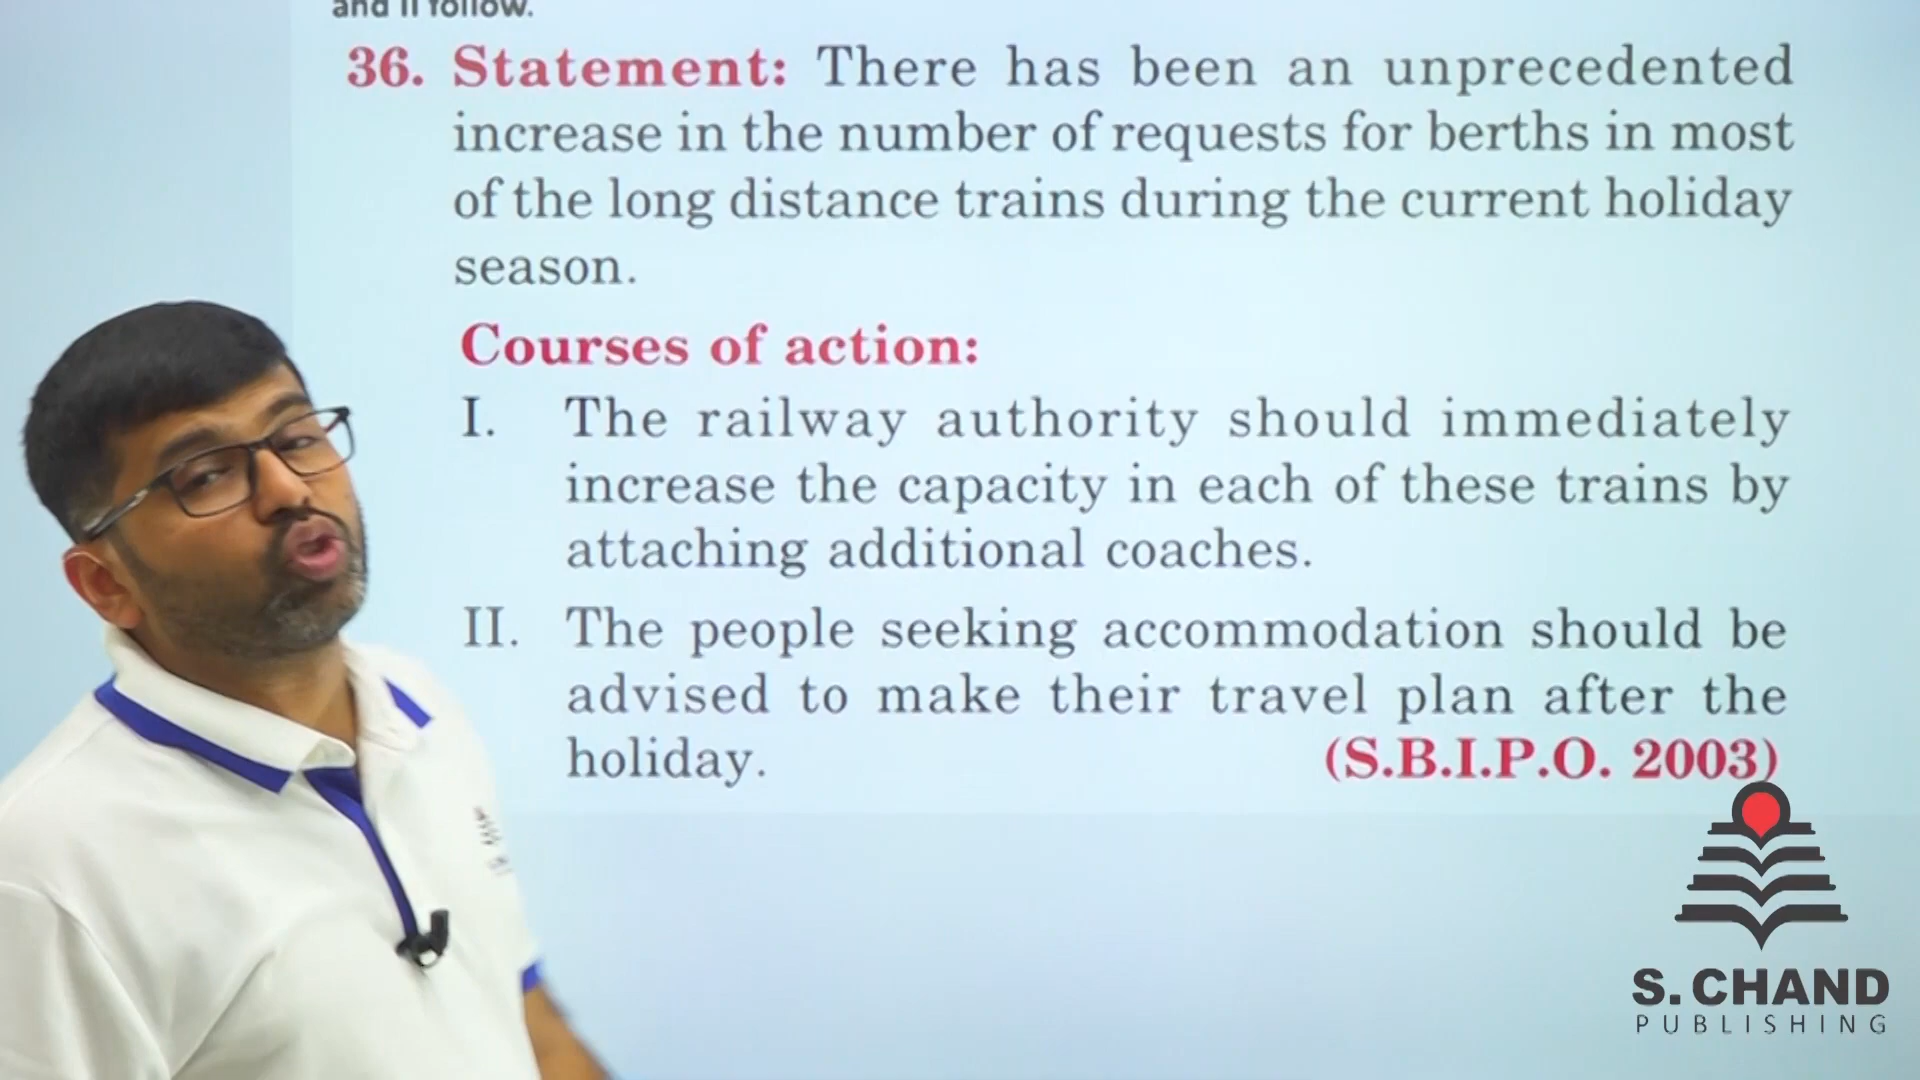 and II follow.
36. Statement: There has been an unprecedented
increase in the number of requests for berths in most
of the long distance trains during the current holiday
season.
Courses of action:
I. The railway authority should immediately
increase the capacity in each of these trains by
attaching additional coaches.
II. The people seeking accommodation should be
advised to make their travel plan after the
holiday. (S.B.I.P.O. 2003)
S. CHAND
PUBLISHING